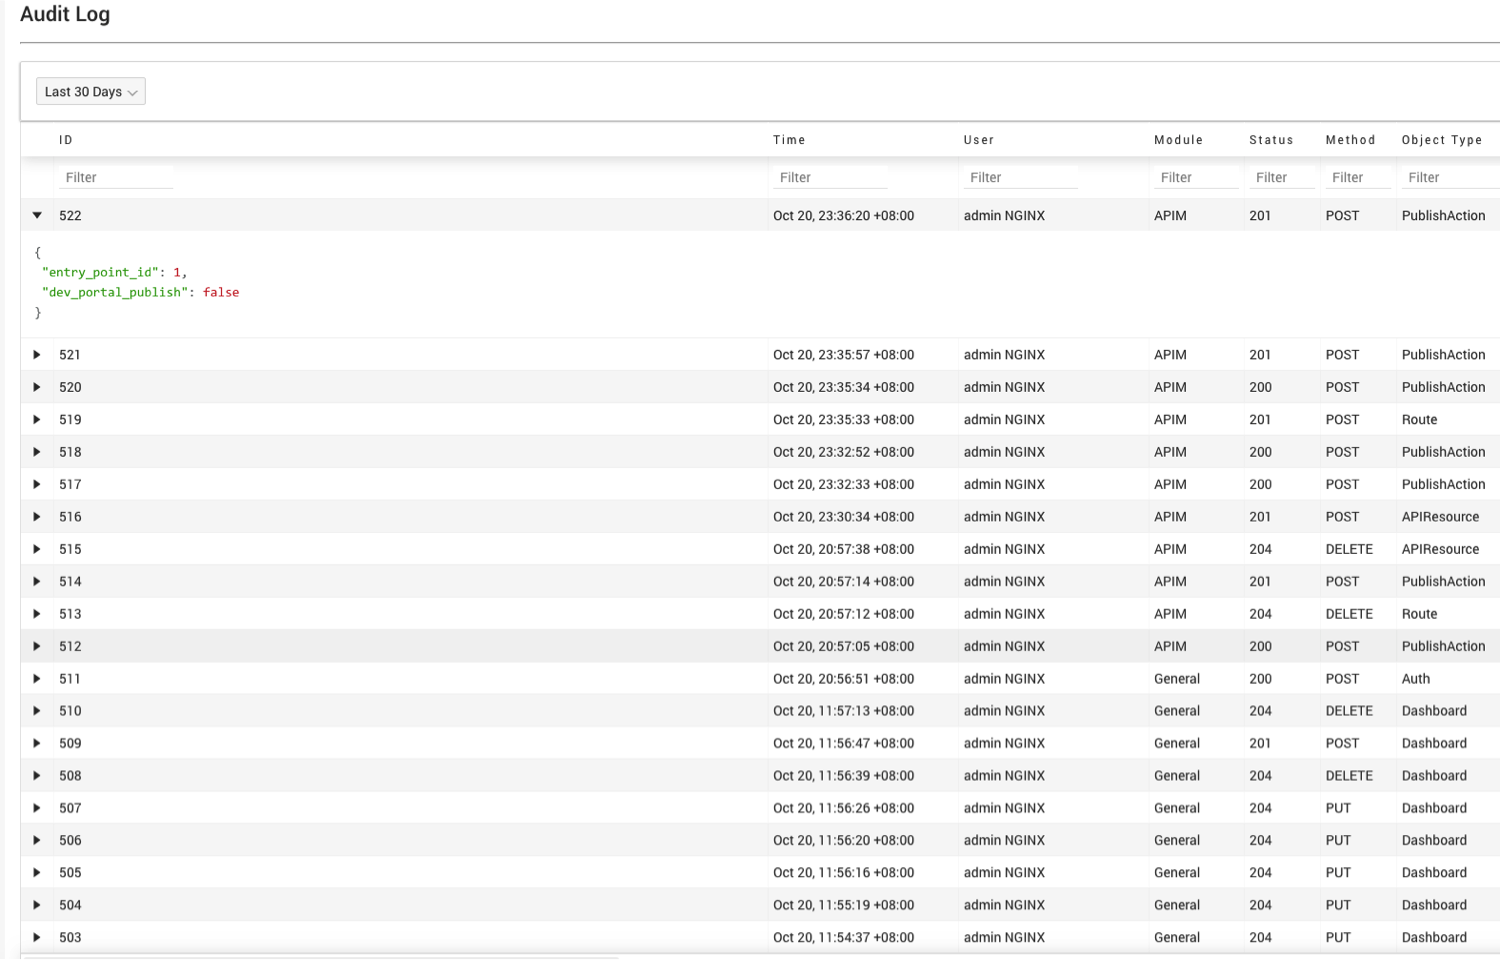 Audit Log
Last 30 Days
ID Time User Module Status Method Object Type
Filter Filter Filter Filter Filter Filter Filter
522 Oct 20, 23:36:20 +08:00 admin NGINX APIM 201 POST PublishAction
{
"entry_point_id": 1,
"dev_portal_publish": false
}
521 Oct 20, 23:35:57 +08:00 admin NGINX APIM 201 POST PublishAction
520 Oct 20, 23:35:34 +08:00 admin NGINX APIM 200 POST PublishAction
519 Oct 20, 23:35:33 +08:00 admin NGINX APIM 201 POST Route
518 Oct 20, 23:32:52 +08:00 admin NGINX APIM 200 POST PublishAction
517 Oct 20, 23:32:33 +08:00 admin NGINX APIM 200 POST PublishAction
516 Oct 20, 23:30:34 +08:00 admin NGINX APIM 201 POST APIResource
515 Oct 20, 20:57:38 +08:00 admin NGINX APIM 204 DELETE APIResource
514 Oct 20, 20:57:14 +08:00 admin NGINX APIM 201 POST PublishAction
513 Oct 20, 20:57:12 +08:00 admin NGINX APIM 204 DELETE Route
512 Oct 20, 20:57:05 +08:00 admin NGINX APIM 200 POST PublishAction
511 Oct 20, 20:56:51 +08:00 admin NGINX General 200 POST Auth
510 Oct 20, 11:57:13 +08:00 admin NGINX General 204 DELETE Dashboard
509 Oct 20, 11:56:47 +08:00 admin NGINX General 201 POST Dashboard
508 Oct 20, 11:56:39 +08:00 admin NGINX General 204 DELETE Dashboard
507 Oct 20, 11:56:26 +08:00 admin NGINX General 204 PUT Dashboard
506 Oct 20, 11:56:20 +08:00 admin NGINX General 204 PUT Dashboard
505 Oct 20, 11:56:16 +08:00 admin NGINX General 204 PUT Dashboard
504 Oct 20, 11:55:19 +08:00 admin NGINX General 204 PUT Dashboard
503 Oct 20, 11:54:37 +08:00 admin NGINX General 204 PUT Dashboard